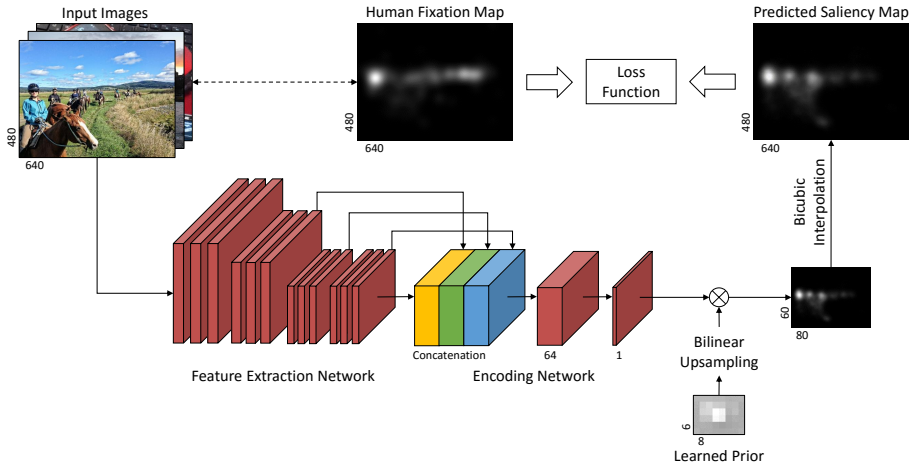 Input Images
Human Fixation Map
Predicted Saliency Map
Loss
Function
480
640
480
640
480
640
Bicubic
Interpolation
60
80
Concatenation
64
1
Bilinear
Upsampling
Feature Extraction Network
Encoding Network
6
8
Learned Prior